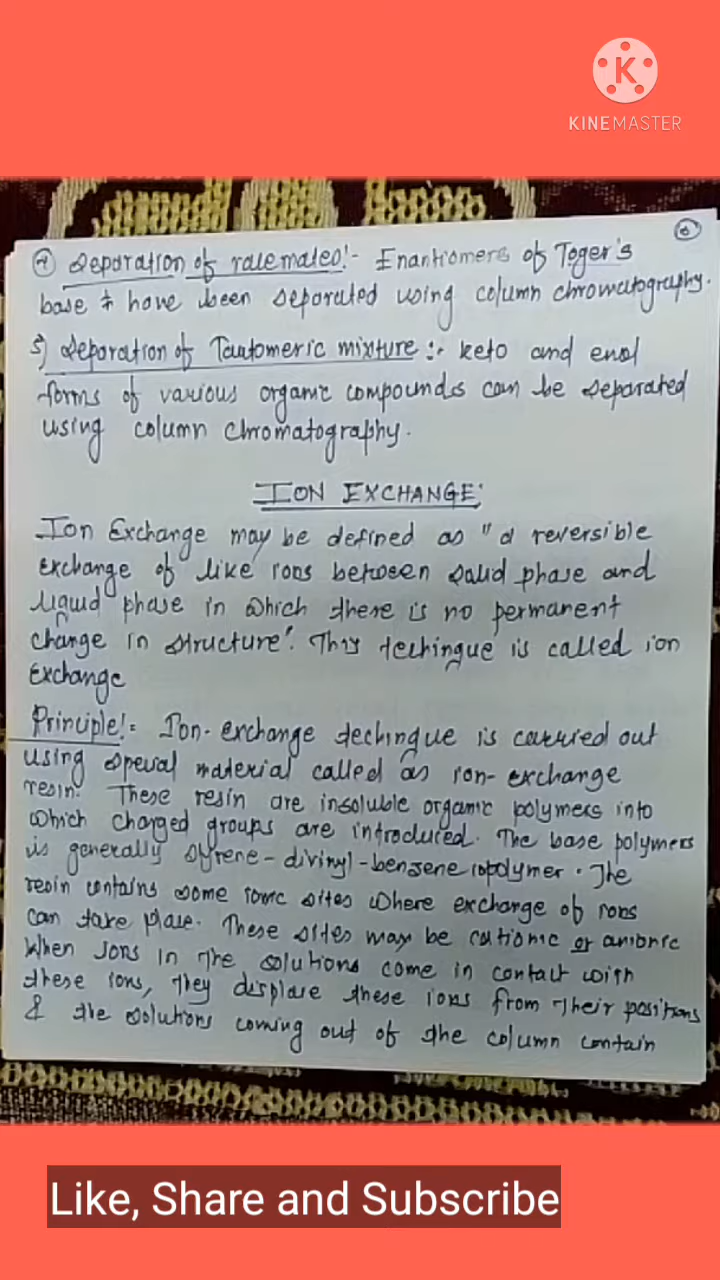 K
KINEMASTER
6
4) Separation of racemates:- Enantiomers of Toger's
base & have been separated using column chromatography.
5) Separation of Tautomeric mixture :- keto and enol
forms of various organic compounds can be separated
using column chromatography.
ION EXCHANGE:
Ion Exchange may be defined as "a reversible
exchange of like ions between solid phase and
liquid phase in which there is no permanent
change in structure". This techinque is called ion
Exchange
Principle:- Ion-exchange techinque is carried out
using special material called as ion-exchange
resin. These resin are insoluble organic polymers into
which charged groups are introduced. The base polymers
is generally styrene-divinyl-benzene copolymer. The
resin contains some ionic sites where exchange of ions
can take place. These sites may be cationic or anionic
When ions in the solutions come in contact with
these ions, they displace these ions from their positions
& the solutions coming out of the column contain
Like, Share and Subscribe